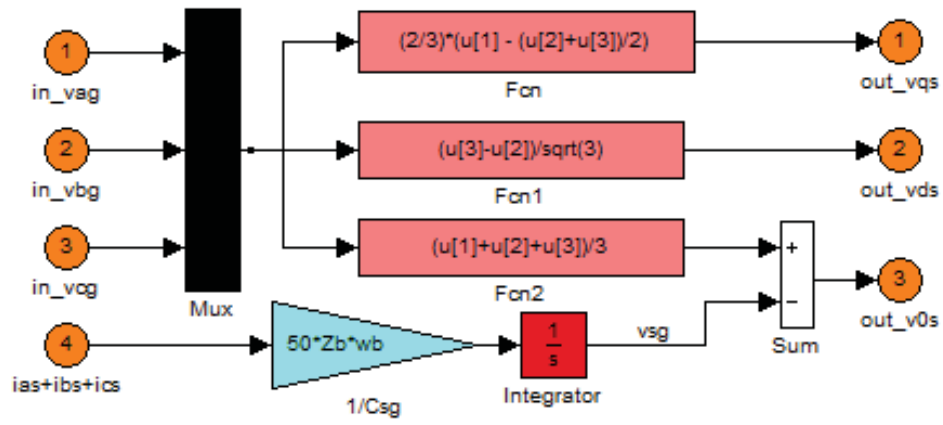 1
in_vag
2
in_vbg
3
in_vcg
4
ias+ibs+ics
Mux
(2/3)*(u[1] - (u[2]+u[3])/2)
Fcn
(u[3]-u[2])/sqrt(3)
Fcn1
(u[1]+u[2]+u[3])/3
Fcn2
50*Zb*wb
1/Csg
1
s
Integrator
vsg
+
−
Sum
1
out_vqs
2
out_vds
3
out_v0s